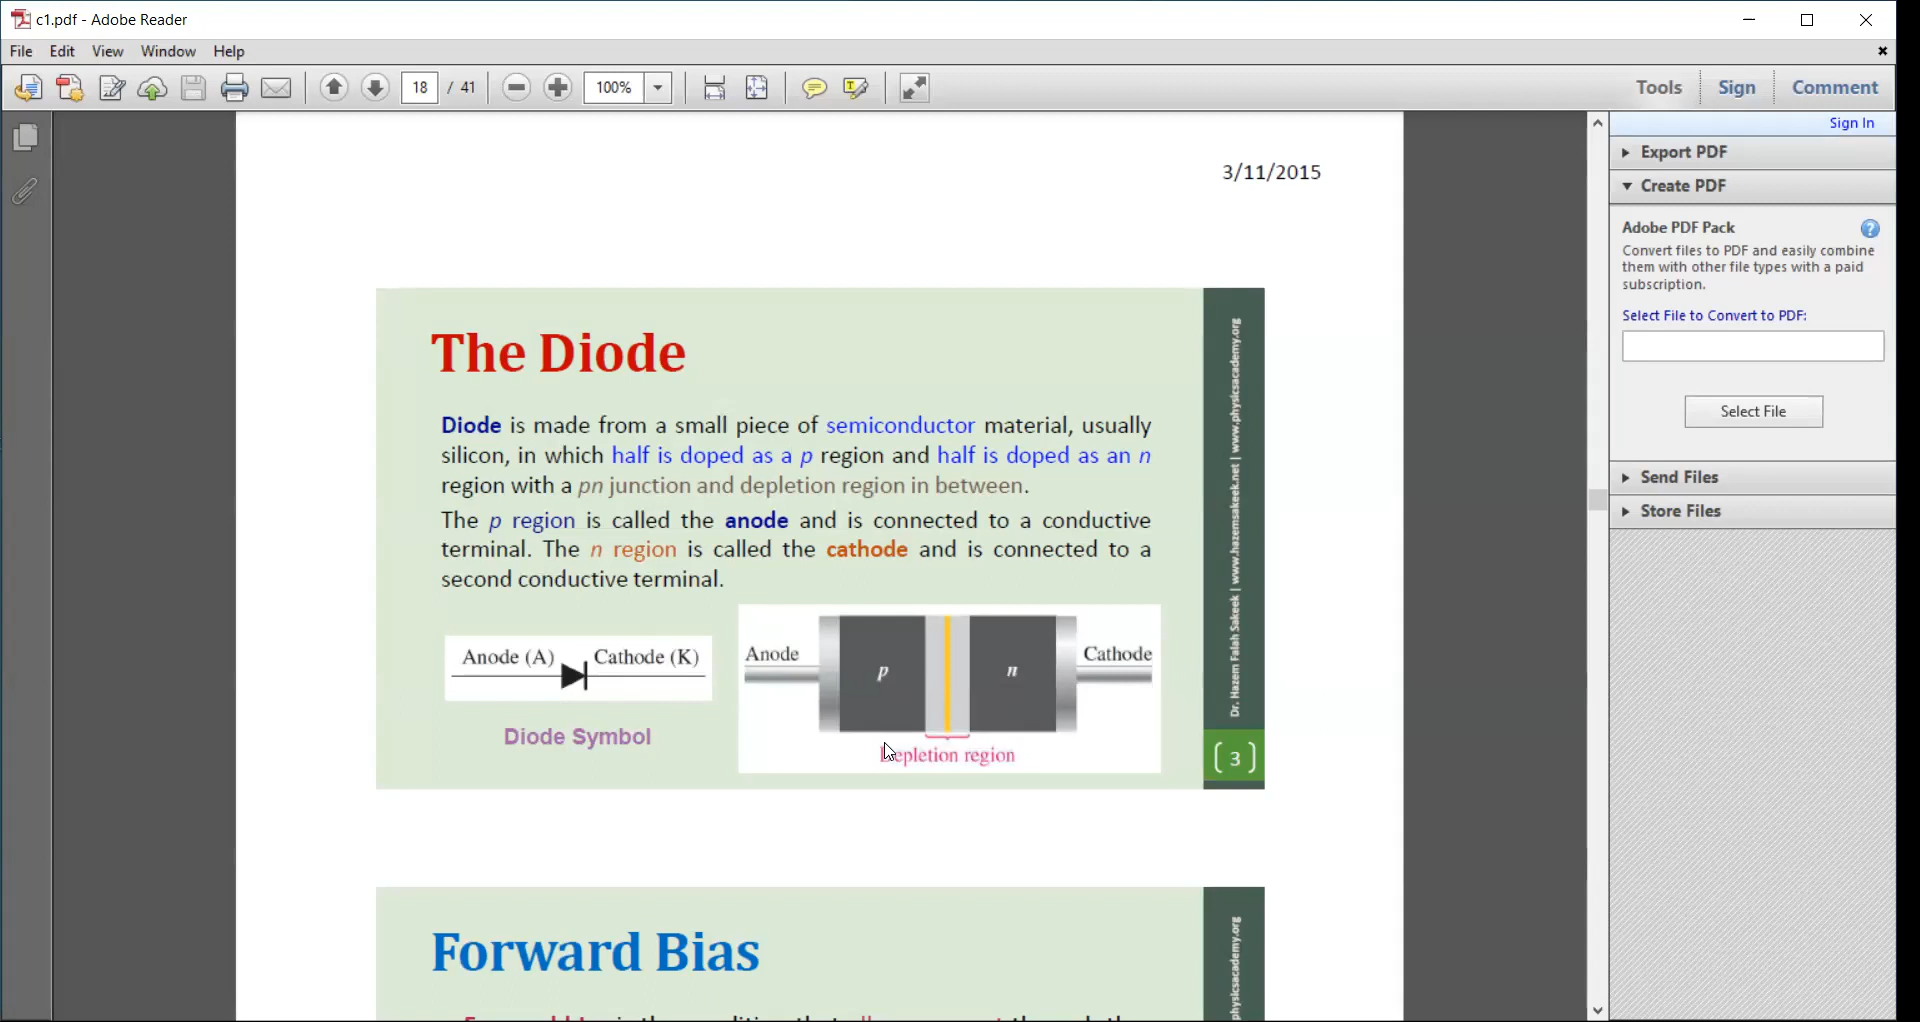 c1.pdf - Adobe Reader
File Edit View Window Help
18 / 41 100% Tools Sign Comment
Sign In
Export PDF
Create PDF
Adobe PDF Pack
Convert files to PDF and easily combine
them with other file types with a paid
subscription.
Select File to Convert to PDF:
Select File
Send Files
Store Files
3/11/2015
The Diode
Diode is made from a small piece of semiconductor material, usually
silicon, in which half is doped as a p region and half is doped as an n
region with a pn junction and depletion region in between.
The p region is called the anode and is connected to a conductive
terminal. The n region is called the cathode and is connected to a
second conductive terminal.
Anode (A) Cathode (K)
Diode Symbol
Anode p n Cathode
Depletion region
Dr. Hazem Falah Sakeek | www.hazemsakeek.net | www.physicsacademy.org
3
Forward Bias
physicsacademy.org